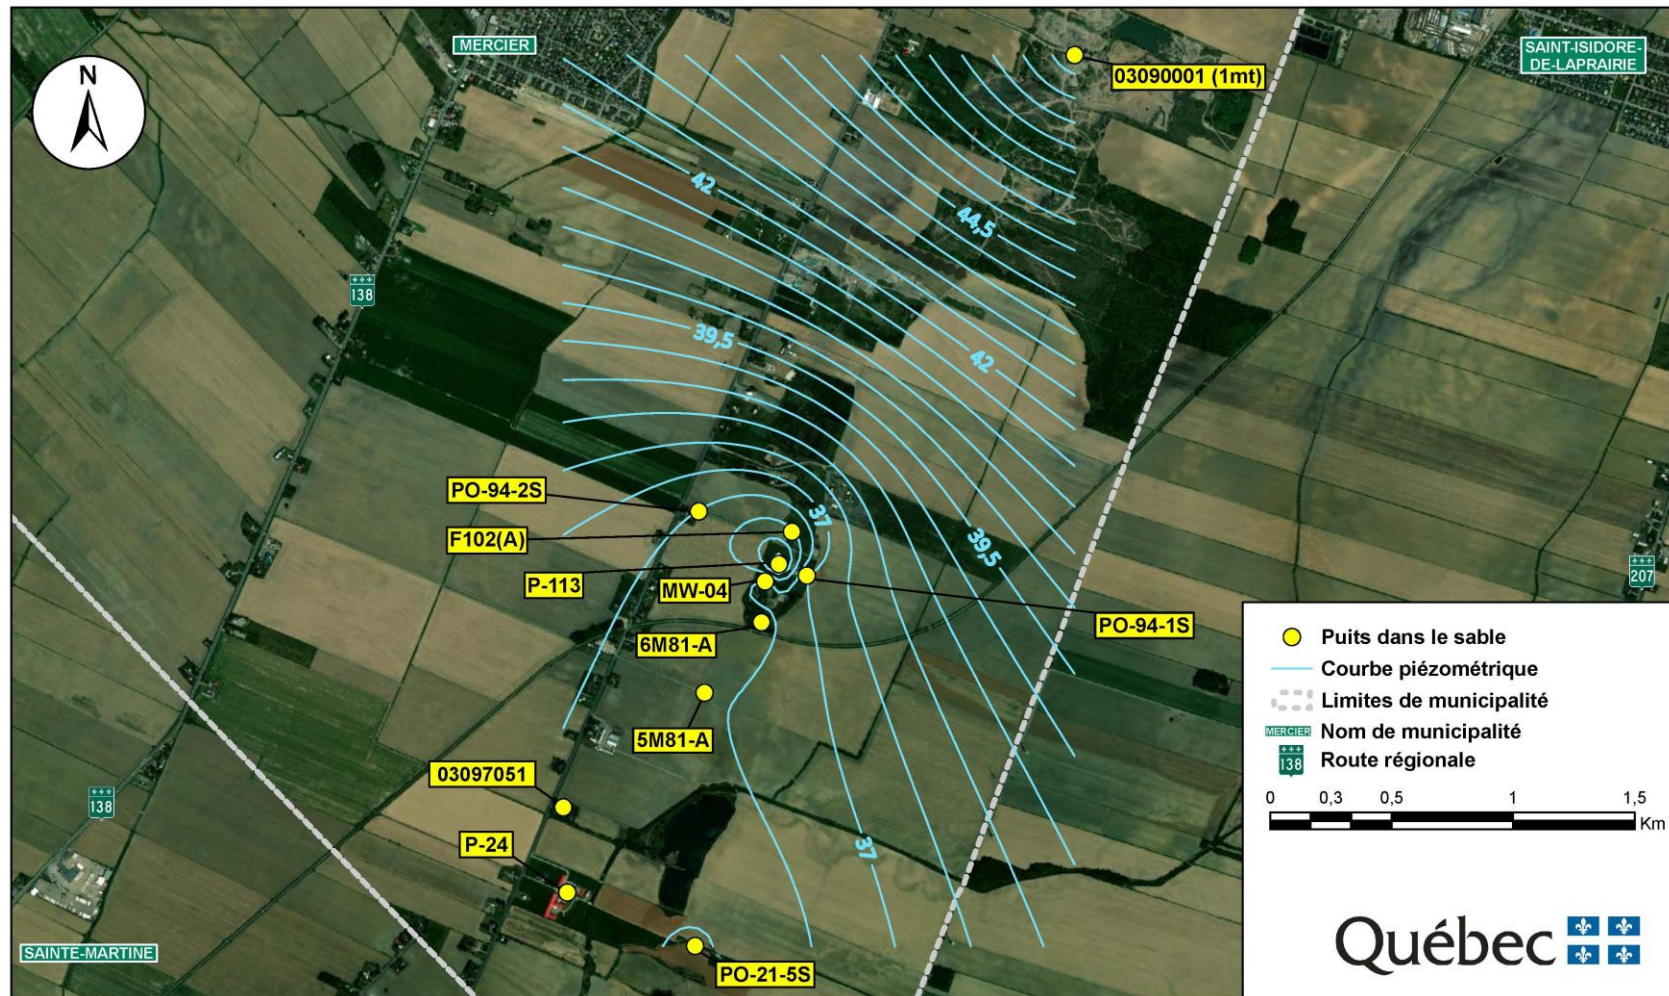 MERCIER
SAINT-ISIDORE-
DE-LAPRAIRIE
N
03090001 (1mt)
42
44,5
138
39,5
42
PO-94-2S
37
F102(A)
39,5
P-113
MW-04
207
PO-94-1S
6M81-A
5M81-A
03097051
138
P-24
37
SAINTE-MARTINE
PO-21-5S
Puits dans le sable
Courbe piézométrique
Limites de municipalité
MERCIER Nom de municipalité
138 Route régionale
0 0,3 0,5 1 1,5
Km
Québec